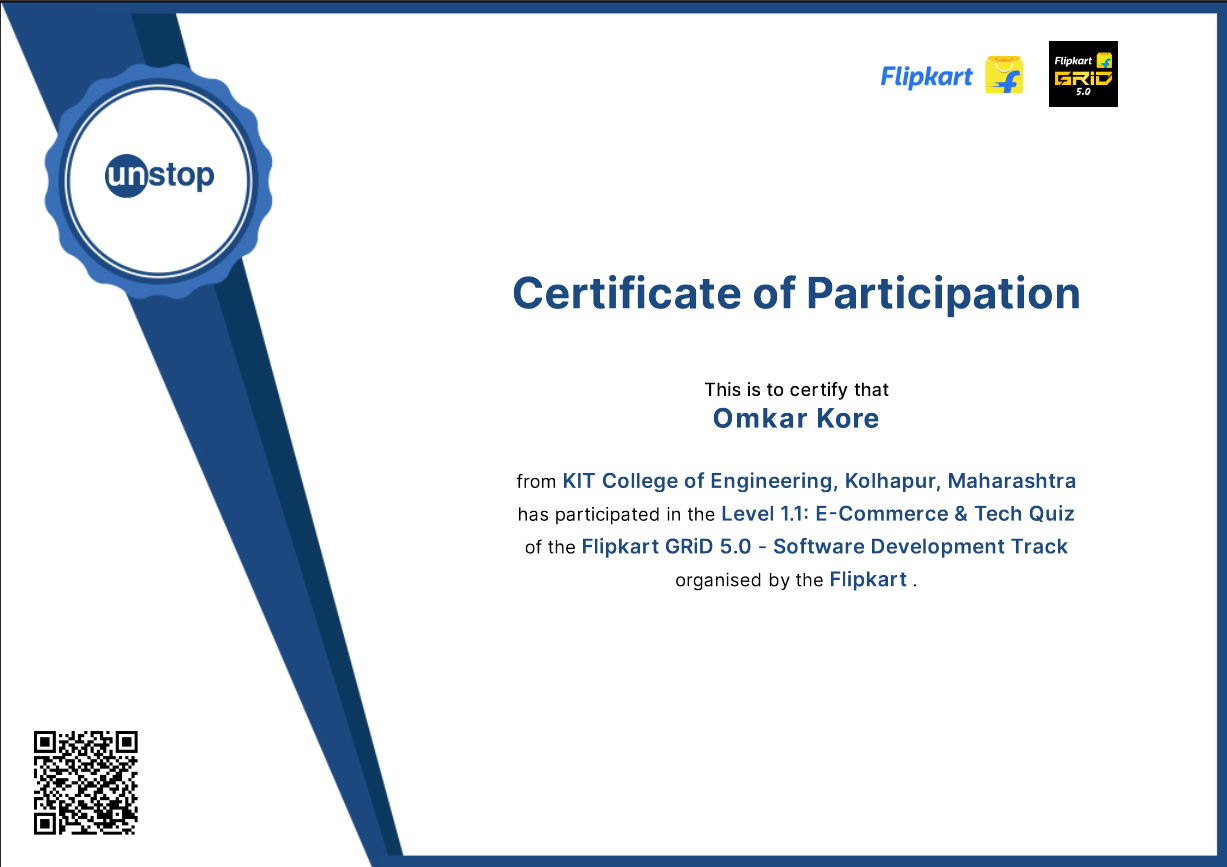 Flipkart
Flipkart
GRiD
5.0
unstop
Certificate of Participation
This is to certify that
Omkar Kore
from KIT College of Engineering, Kolhapur, Maharashtra
has participated in the Level 1.1: E-Commerce & Tech Quiz
of the Flipkart GRiD 5.0 - Software Development Track
organised by the Flipkart .